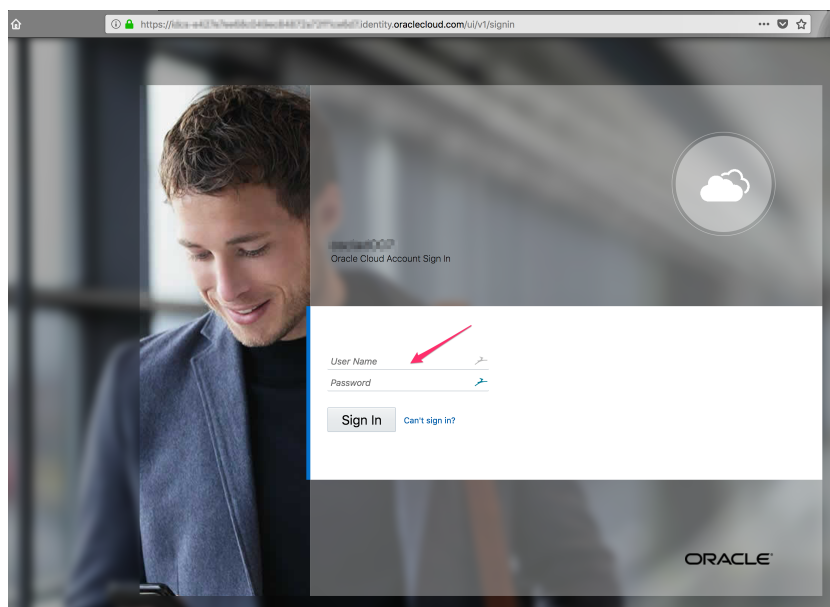 https:// identity.oraclecloud.com/ui/v1/signin
Oracle Cloud Account Sign In
User Name
Password
Sign In
Can't sign in?
ORACLE